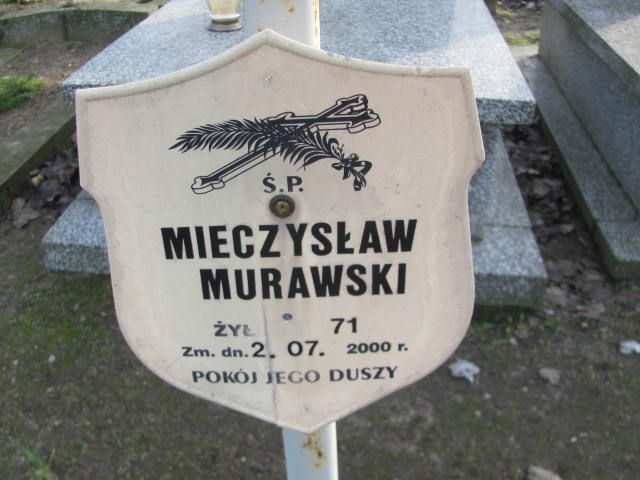 Ś.P.
MIECZYSŁAW
MURAWSKI
ŻYŁ 71
Zm. dn. 2. 07. 2000 r.
POKÓJ JEGO DUSZY